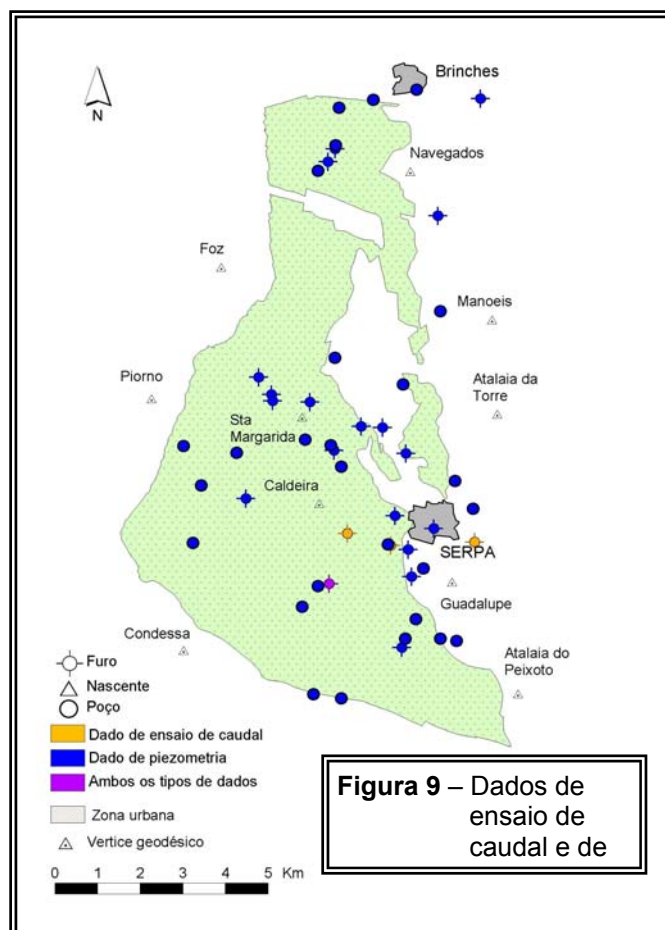 Brinches
N
Navegados
Foz
Manoeis
Piorno
Atalaia da
Torre
Sta
Margarida
Caldeira
SERPA
Guadalupe
Condessa
Atalaia do
Peixoto
Furo
Nascente
Poço
Dado de ensaio de caudal
Dado de piezometria
Ambos os tipos de dados
Zona urbana
Vertice geodésico
0 1 2 3 4 5 Km
Figura 9 – Dados de
ensaio de
caudal e de